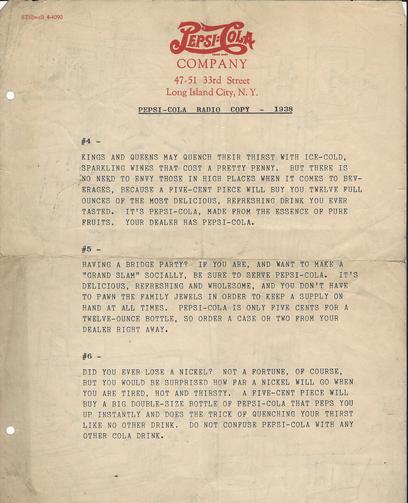 STillwell 4-4090
PEPSI-COLA
COMPANY
47-51 33rd Street
Long Island City, N. Y.
PEPSI-COLA RADIO COPY - 1938
#4 -
KINGS AND QUEENS MAY QUENCH THEIR THIRST WITH ICE-COLD,
SPARKLING WINES THAT COST A PRETTY PENNY. BUT THERE IS
NO NEED TO ENVY THOSE IN HIGH PLACES WHEN IT COMES TO BEV-
ERAGES, BECAUSE A FIVE-CENT PIECE WILL BUY YOU TWELVE FULL
OUNCES OF THE MOST DELICIOUS, REFRESHING DRINK YOU EVER
TASTED. IT'S PEPSI-COLA, MADE FROM THE ESSENCE OF PURE
FRUITS. YOUR DEALER HAS PEPSI-COLA.
#5 -
HAVING A BRIDGE PARTY? IF YOU ARE, AND WANT TO MAKE A
"GRAND SLAM" SOCIALLY, BE SURE TO SERVE PEPSI-COLA. IT'S
DELICIOUS, REFRESHING AND WHOLESOME, AND YOU DON'T HAVE
TO PAWN THE FAMILY JEWELS IN ORDER TO KEEP A SUPPLY ON
HAND AT ALL TIMES. PEPSI-COLA IS ONLY FIVE CENTS FOR A
TWELVE-OUNCE BOTTLE, SO ORDER A CASE OR TWO FROM YOUR
DEALER RIGHT AWAY.
#6 -
DID YOU EVER LOSE A NICKEL? NOT A FORTUNE, OF COURSE,
BUT YOU WOULD BE SURPRISED HOW FAR A NICKEL WILL GO WHEN
YOU ARE TIRED, HOT AND THIRSTY. A FIVE-CENT PIECE WILL
BUY A BIG DOUBLE-SIZE BOTTLE OF PEPSI-COLA THAT PEPS YOU
UP INSTANTLY AND DOES THE TRICK OF QUENCHING YOUR THIRST
LIKE NO OTHER DRINK. DO NOT CONFUSE PEPSI-COLA WITH ANY
OTHER COLA DRINK.